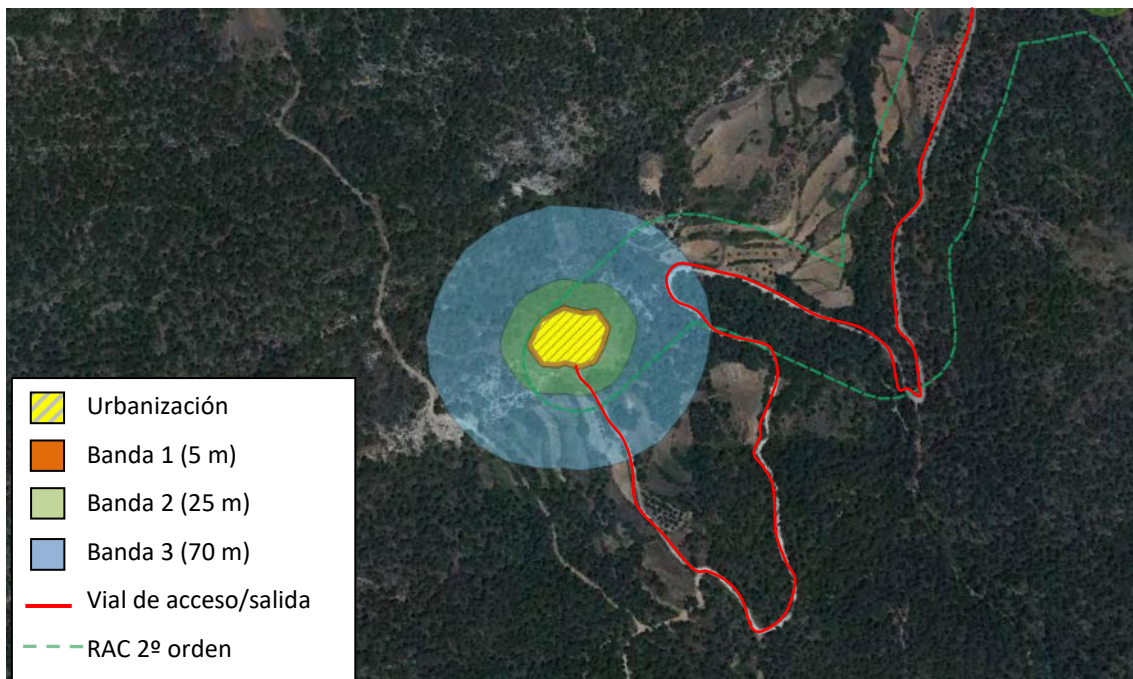 Urbanización
Banda 1 (5 m)
Banda 2 (25 m)
Banda 3 (70 m)
Vial de acceso/salida
RAC 2º orden